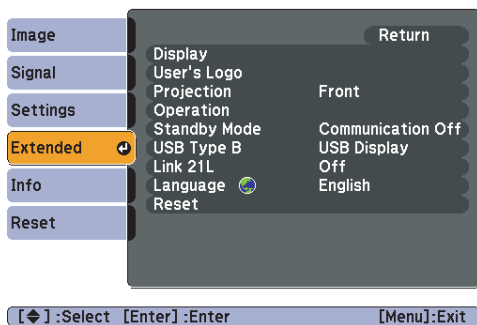 Image
Signal
Settings
Extended
Info
Reset
Return
Display
User's Logo
Projection Front
Operation
Standby Mode Communication Off
USB Type B USB Display
Link 21L Off
Language English
Reset
[◆] :Select [Enter] :Enter [Menu]:Exit